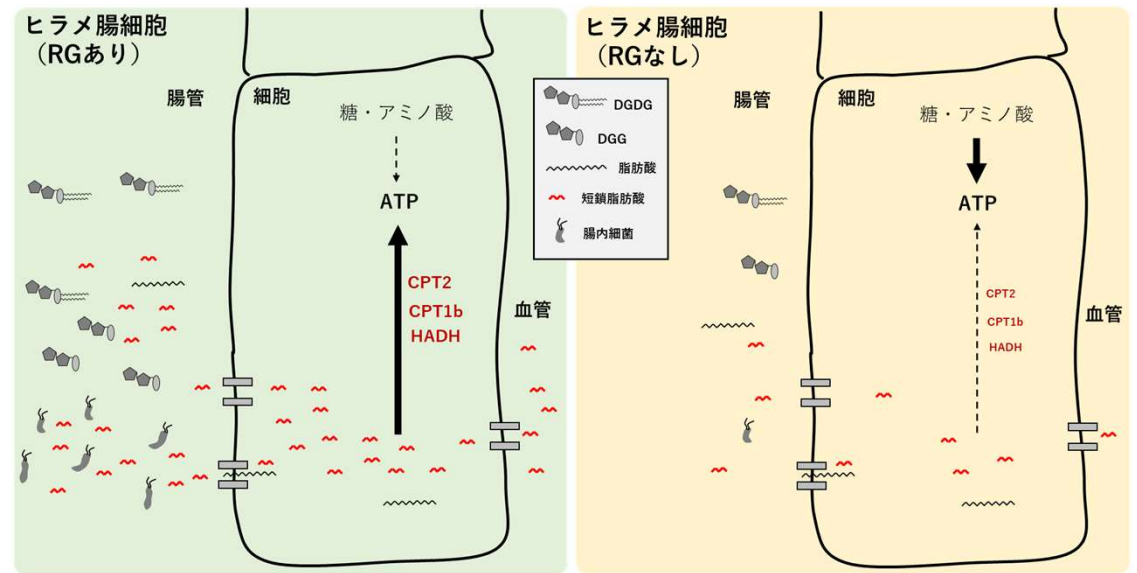 ヒラメ腸細胞
（RGあり）
腸管
細胞
糖・アミノ酸
ATP
CPT2
CPT1b
HADH
血管
DGDG
DGG
脂肪酸
短鎖脂肪酸
腸内細菌
ヒラメ腸細胞
（RGなし）
腸管
細胞
糖・アミノ酸
ATP
CPT2
CPT1b
HADH
血管